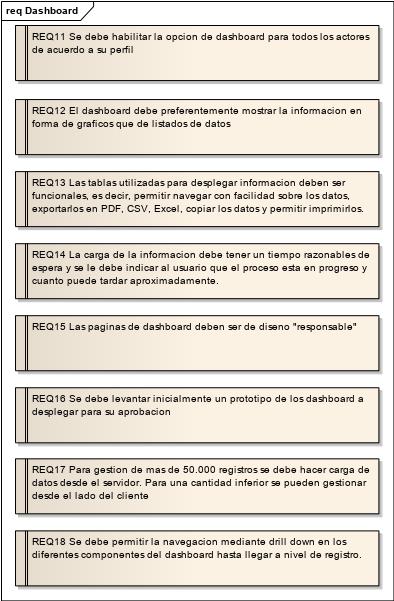 req Dashboard
REQ11 Se debe habilitar la opcion de dashboard para todos los actores
de acuerdo a su perfil
REQ12 El dashboard debe preferentemente mostrar la informacion en
forma de graficos que de listados de datos
REQ13 Las tablas utilizadas para desplegar informacion deben ser
funcionales, es decir, permitir navegar con facilidad sobre los datos,
exportarlos en PDF, CSV, Excel, copiar los datos y permitir imprimirlos.
REQ14 La carga de la informacion debe tener un tiempo razonables de
espera y se le debe indicar al usuario que el proceso esta en progreso y
cuanto puede tardar aproximadamente.
REQ15 Las paginas de dashboard deben ser de diseno "responsable"
REQ16 Se debe levantar inicialmente un prototipo de los dashboard a
desplegar para su aprobacion
REQ17 Para gestion de mas de 50.000 registros se debe hacer carga de
datos desde el servidor. Para una cantidad inferior se pueden gestionar
desde el lado del cliente
REQ18 Se debe permitir la navegacion mediante drill down en los
diferentes componentes del dashboard hasta llegar a nivel de registro.